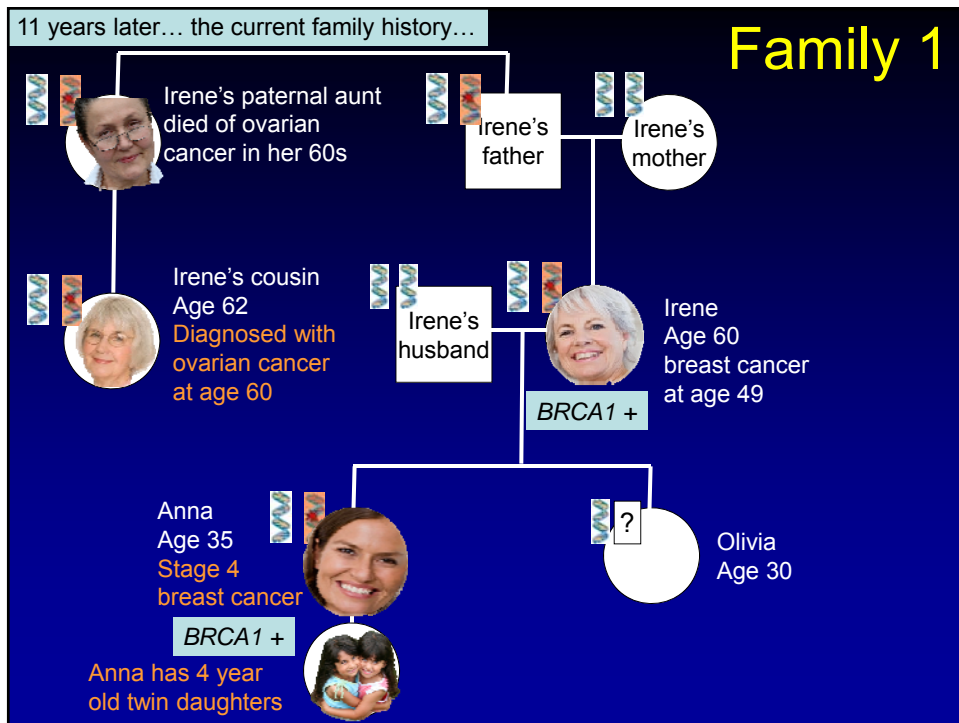 11 years later… the current family history…
Family 1
Irene’s paternal aunt
died of ovarian
cancer in her 60s
Irene’s
father
Irene’s
mother
Irene’s cousin
Age 62
Diagnosed with
ovarian cancer
at age 60
Irene’s
husband
Irene
Age 60
breast cancer
at age 49
BRCA1 +
Anna
Age 35
Stage 4
breast cancer
?
Olivia
Age 30
BRCA1 +
Anna has 4 year
old twin daughters